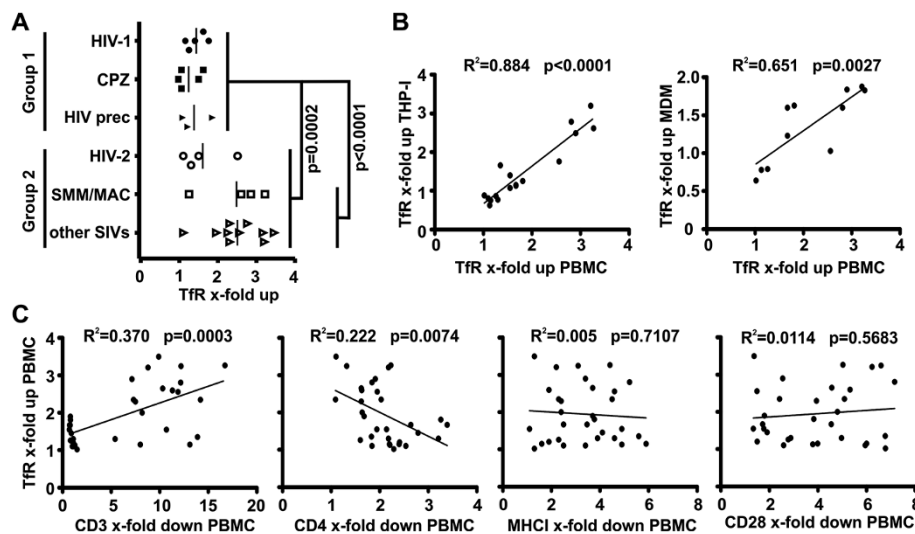 A
Group 1
HIV-1
CPZ
HIV prec
Group 2
HIV-2
SMM/MAC
other SIVs
p=0.0002
p<0.0001
0 1 2 3 4
TfR x-fold up
B
R²=0.884 p<0.0001
TfR x-fold up THP-I
4
3
2
1
0
0 1 2 3 4
TfR x-fold up PBMC
R²=0.651 p=0.0027
TfR x-fold up MDM
2.0
1.5
1.0
0.5
0 1 2 3 4
TfR x-fold up PBMC
C
TfR x-fold up PBMC
4
3
2
1
0
R²=0.370 p=0.0003
0 5 10 15 20
CD3 x-fold down PBMC
R²=0.222 p=0.0074
0 1 2 3 4
CD4 x-fold down PBMC
R²=0.005 p=0.7107
0 2 4 6 8
MHCI x-fold down PBMC
R²=0.0114 p=0.5683
0 2 4 6 8
CD28 x-fold down PBMC